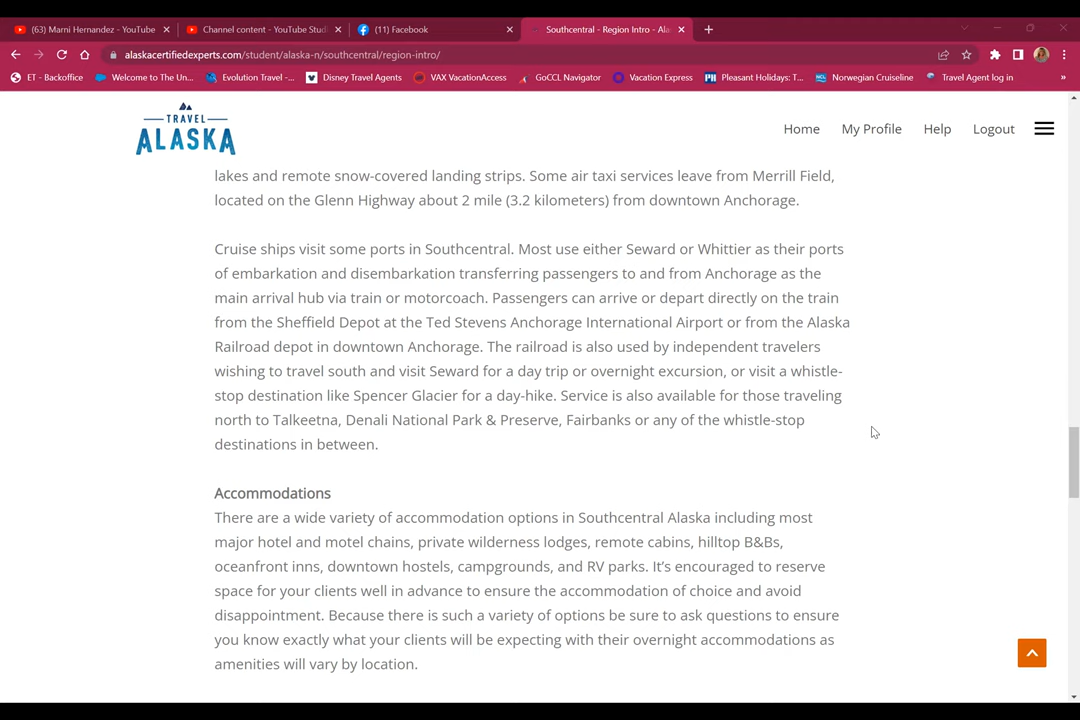 (63) Marni Hernandez - YouTube
Channel content - YouTube Studi
(11) Facebook
Southcentral - Region Intro - Ala
alaskacertifiedexperts.com/student/alaska-n/southcentral/region-intro/
ET - Backoffice
Welcome to The Un...
Evolution Travel -...
Disney Travel Agents
VAX VacationAccess
GoCCL Navigator
Vacation Express
Pleasant Holidays: T...
Norwegian Cruiseline
Travel Agent log in
TRAVEL
ALASKA
Home
My Profile
Help
Logout
lakes and remote snow-covered landing strips. Some air taxi services leave from Merrill Field,
located on the Glenn Highway about 2 mile (3.2 kilometers) from downtown Anchorage.
Cruise ships visit some ports in Southcentral. Most use either Seward or Whittier as their ports
of embarkation and disembarkation transferring passengers to and from Anchorage as the
main arrival hub via train or motorcoach. Passengers can arrive or depart directly on the train
from the Sheffield Depot at the Ted Stevens Anchorage International Airport or from the Alaska
Railroad depot in downtown Anchorage. The railroad is also used by independent travelers
wishing to travel south and visit Seward for a day trip or overnight excursion, or visit a whistle-
stop destination like Spencer Glacier for a day-hike. Service is also available for those traveling
north to Talkeetna, Denali National Park & Preserve, Fairbanks or any of the whistle-stop
destinations in between.
Accommodations
There are a wide variety of accommodation options in Southcentral Alaska including most
major hotel and motel chains, private wilderness lodges, remote cabins, hilltop B&Bs,
oceanfront inns, downtown hostels, campgrounds, and RV parks. It’s encouraged to reserve
space for your clients well in advance to ensure the accommodation of choice and avoid
disappointment. Because there is such a variety of options be sure to ask questions to ensure
you know exactly what your clients will be expecting with their overnight accommodations as
amenities will vary by location.